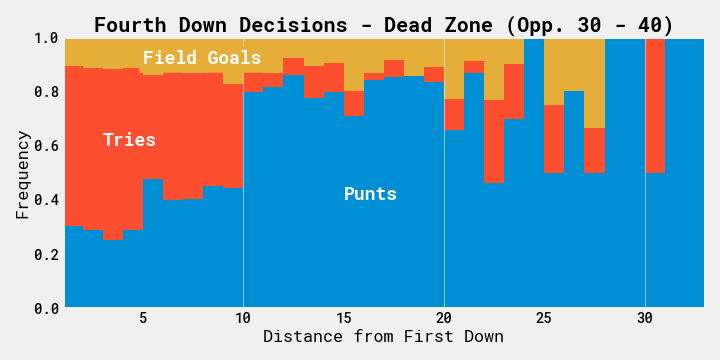 Fourth Down Decisions - Dead Zone (Opp. 30 - 40)
1.0
0.8
0.6
0.4
0.2
0.0
Frequency
Field Goals
Tries
Punts
5 10 15 20 25 30
Distance from First Down